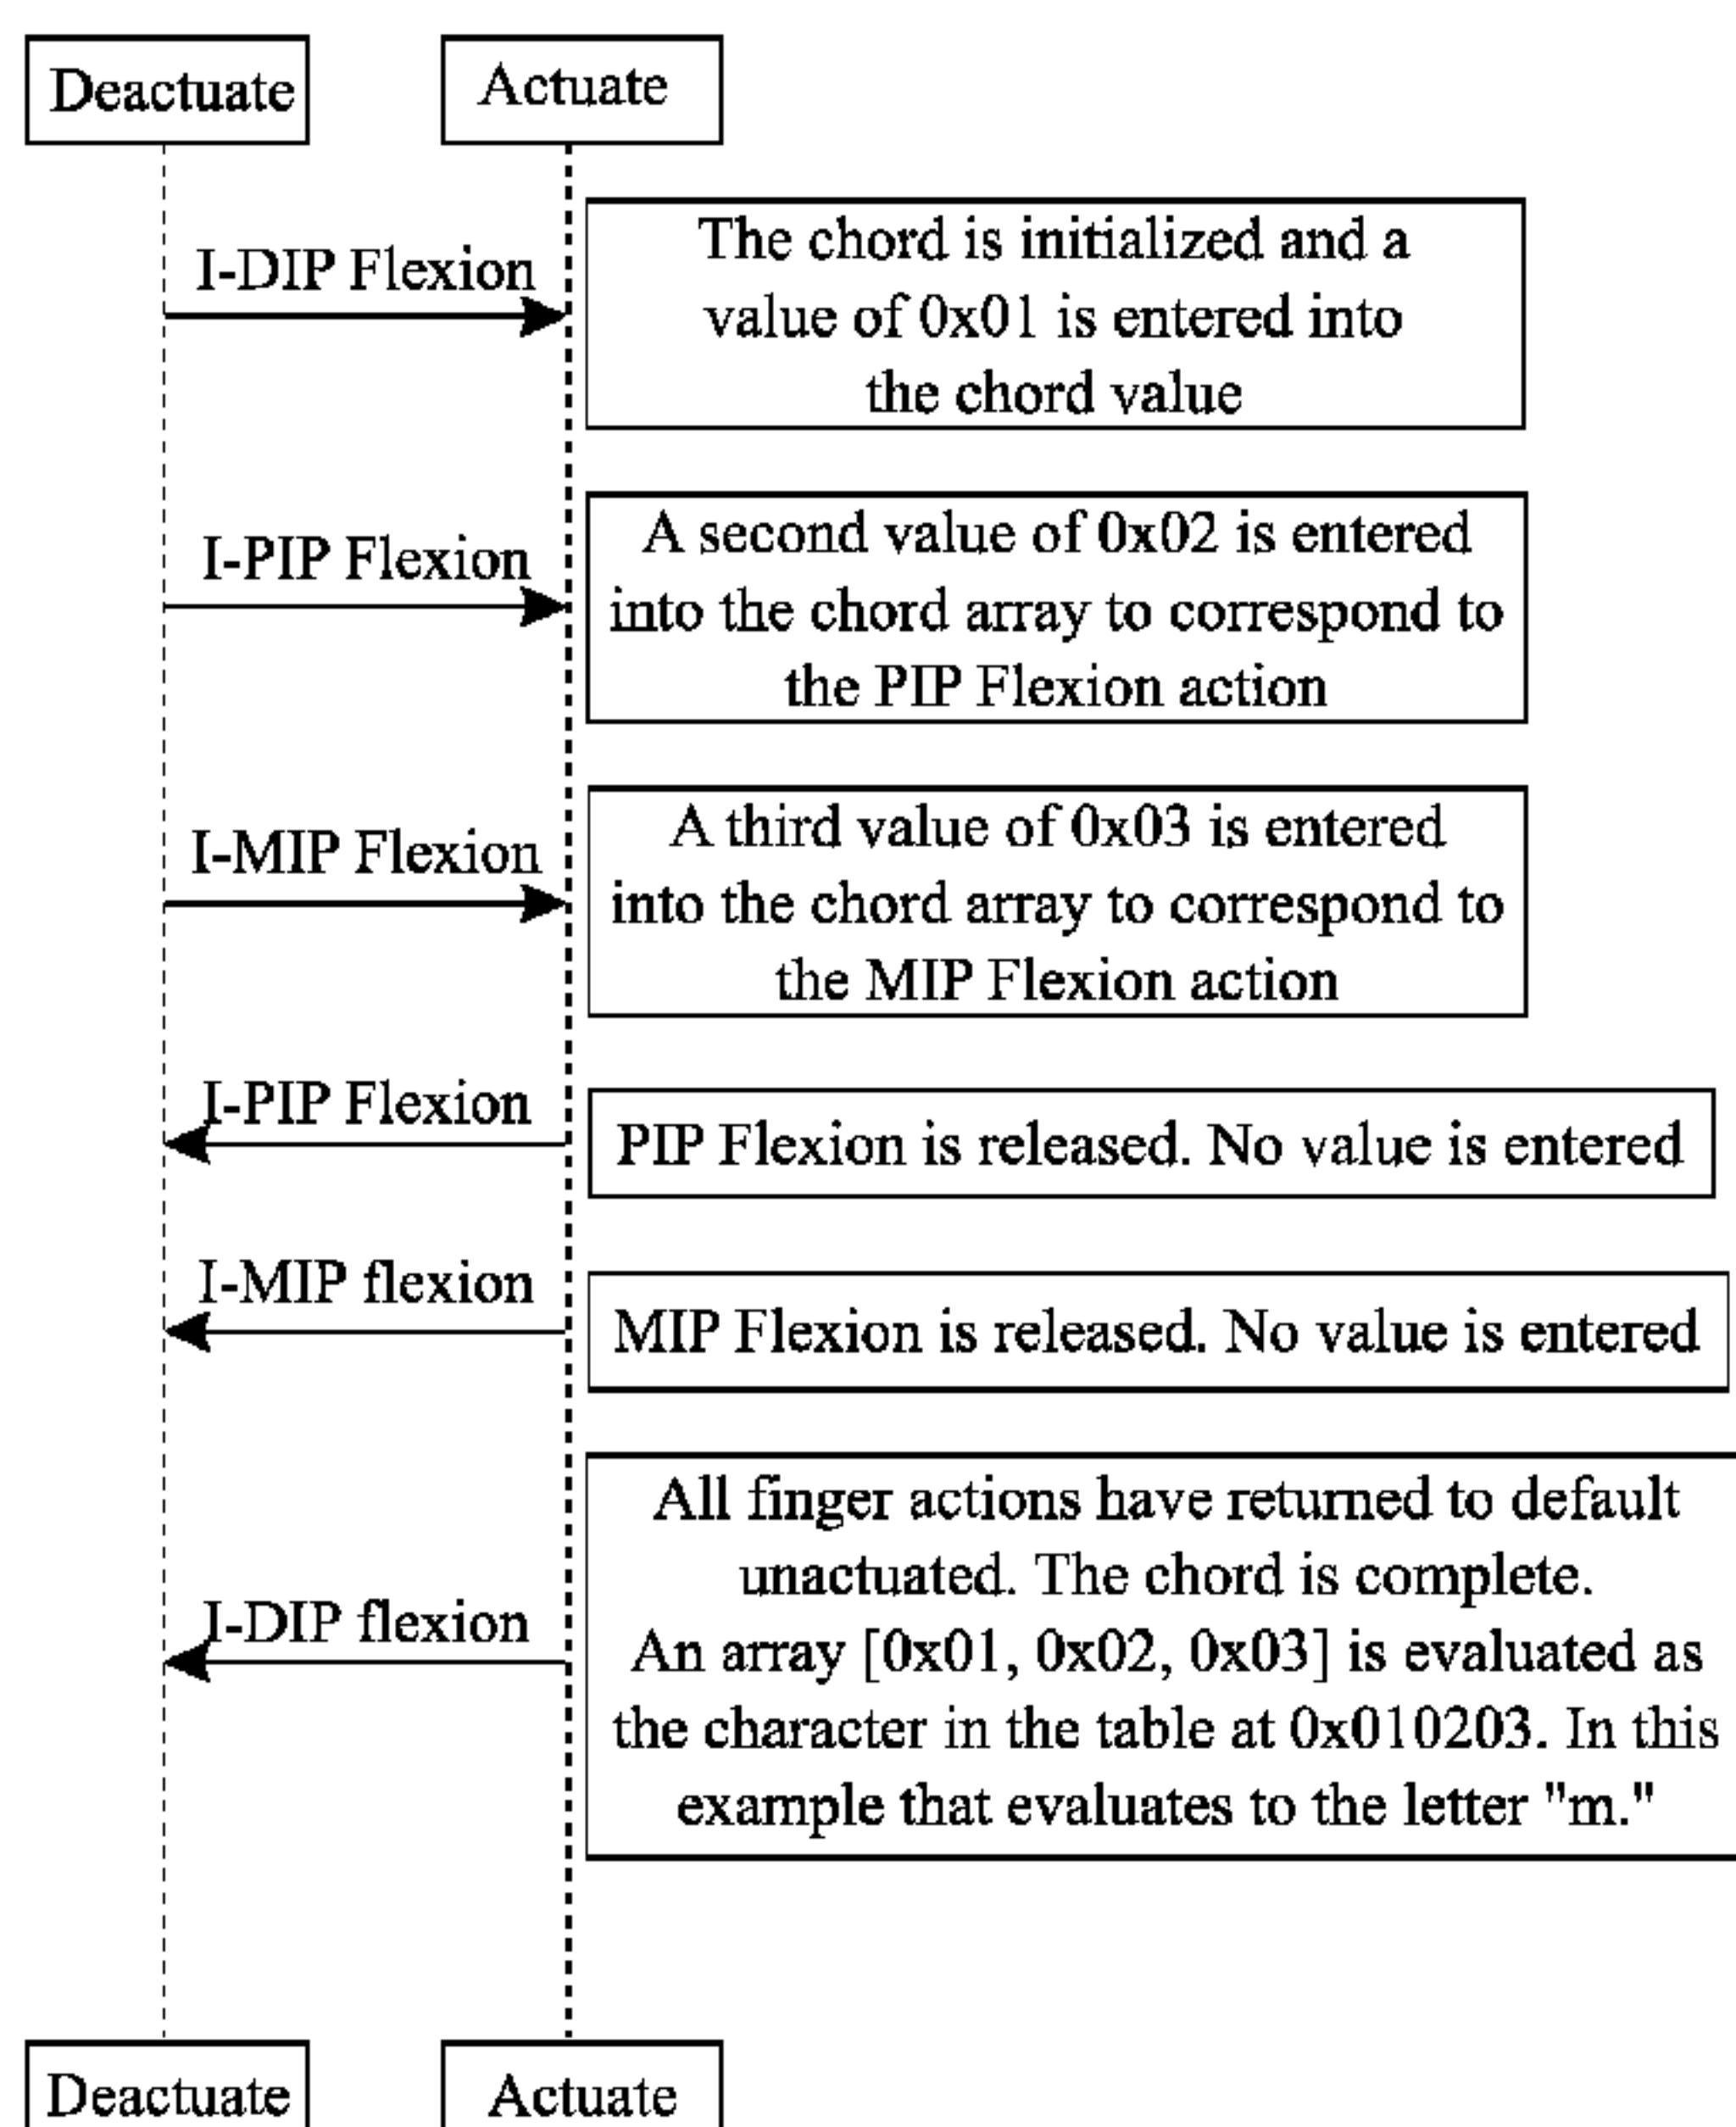 Deactuate
Actuate
I-DIP Flexion
The chord is initialized and a
value of 0x01 is entered into
the chord value
I-PIP Flexion
A second value of 0x02 is entered
into the chord array to correspond to
the PIP Flexion action
I-MIP Flexion
A third value of 0x03 is entered
into the chord array to correspond to
the MIP Flexion action
I-PIP Flexion
PIP Flexion is released. No value is entered
I-MIP flexion
MIP Flexion is released. No value is entered
I-DIP flexion
All finger actions have returned to default
unactuated. The chord is complete.
An array [0x01, 0x02, 0x03] is evaluated as
the character in the table at 0x010203. In this
example that evaluates to the letter "m."
Deactuate
Actuate